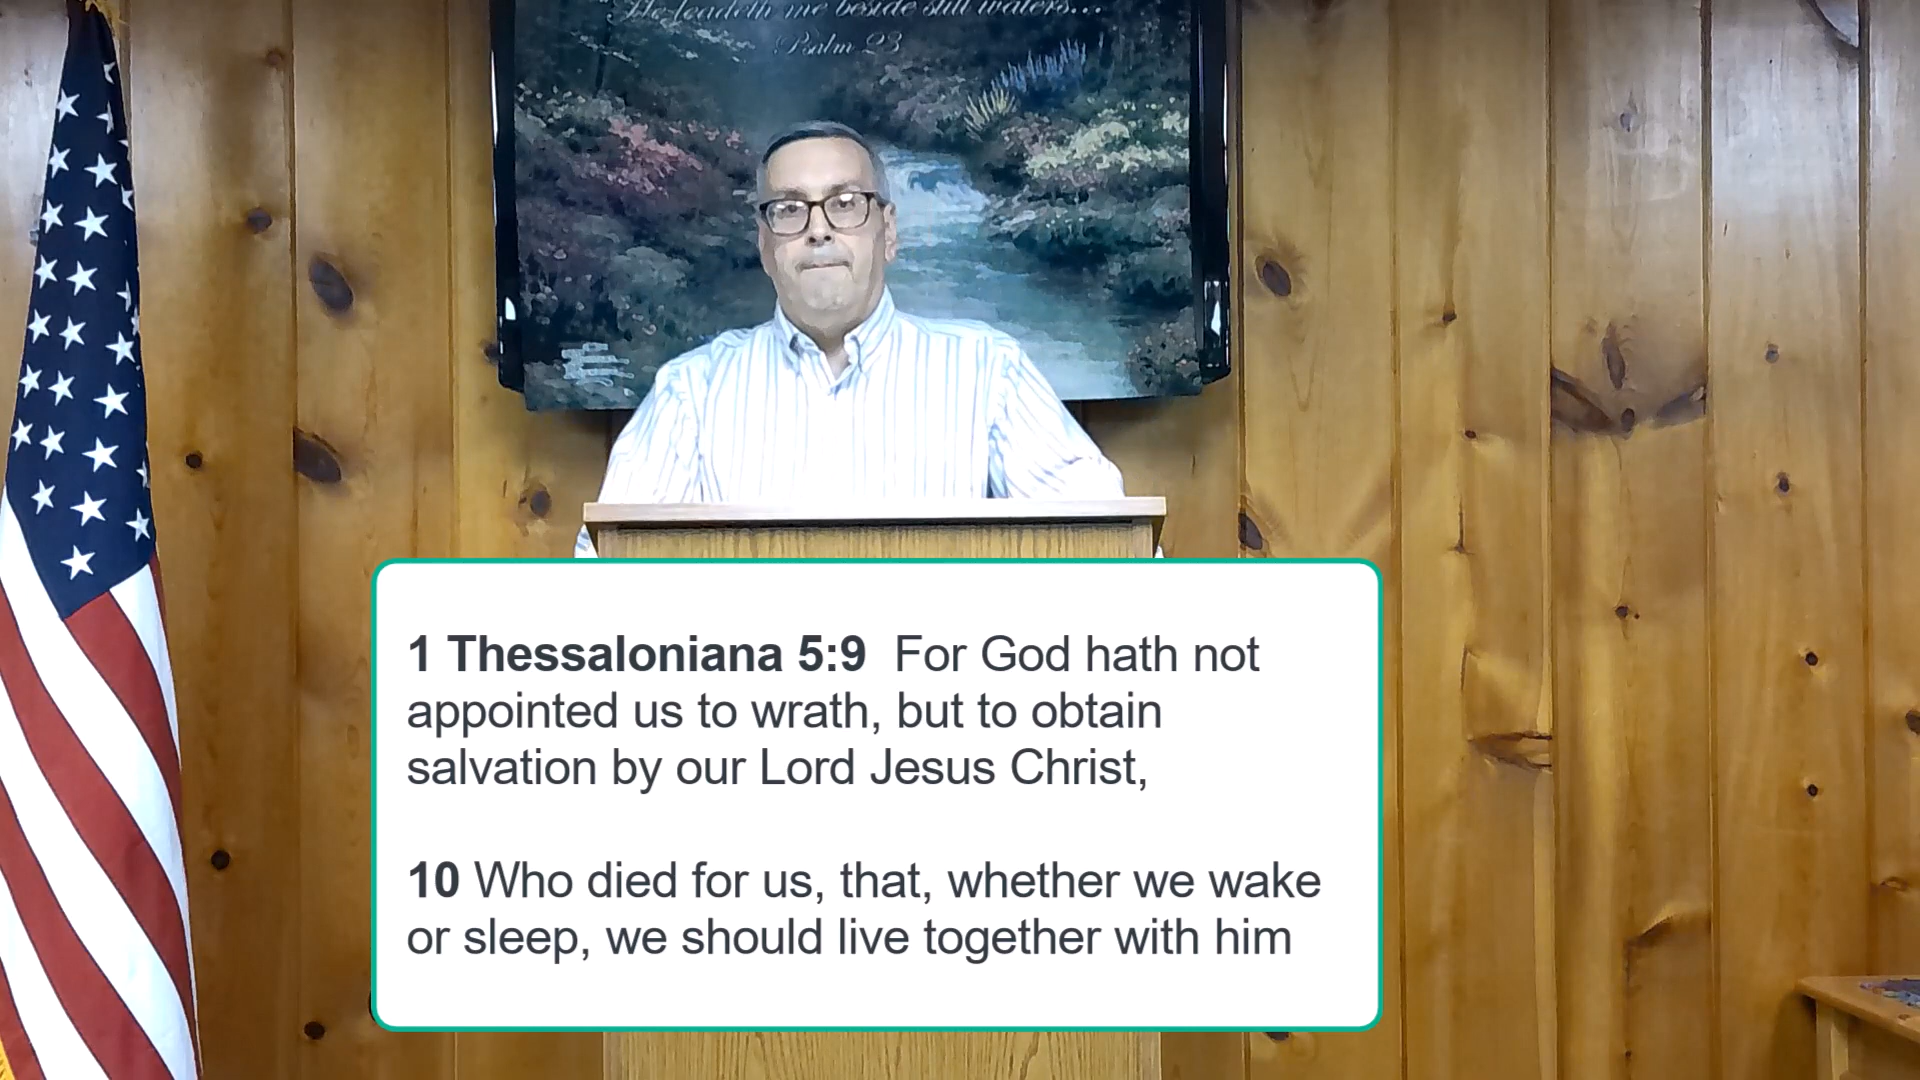 "He leadeth me beside still waters...
Psalm 23
1 Thessaloniana 5:9 For God hath not
appointed us to wrath, but to obtain
salvation by our Lord Jesus Christ,
10 Who died for us, that, whether we wake
or sleep, we should live together with him